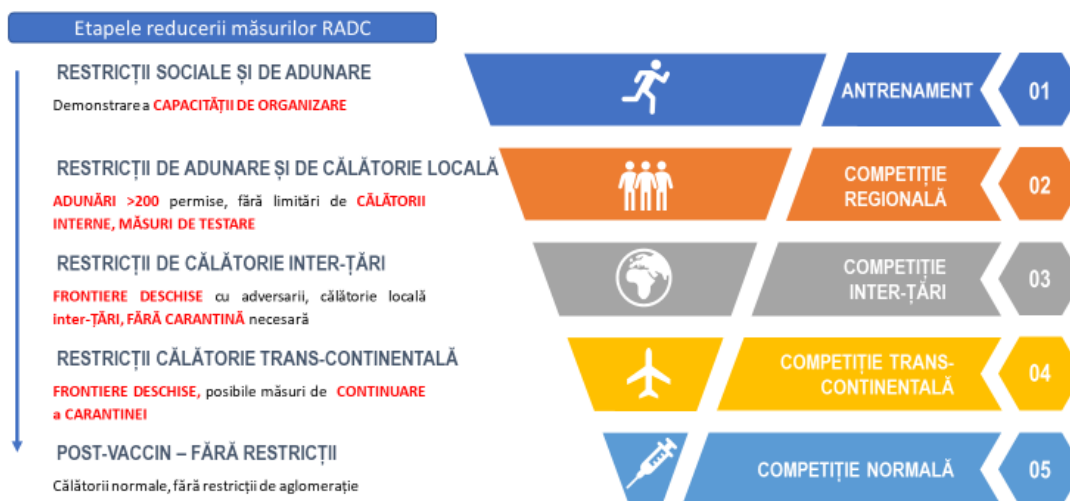 Etapele reducerii măsurilor RADC
RESTRICȚII SOCIALE ȘI DE ADUNARE
Demonstrarea CAPACITĂȚII DE ORGANIZARE
ANTRENAMENT
01
RESTRICȚII DE ADUNARE ȘI DE CĂLĂTORIE LOCALĂ
ADUNĂRI >200 permise, fără limitări de CĂLĂTORII
INTERNE, MĂSURI DE TESTARE
COMPETIȚIE
REGIONALĂ
02
RESTRICȚII DE CĂLĂTORIE INTER-ȚĂRI
FRONTIERE DESCHISE cu adversarii, călătorie locală
inter-ȚĂRI, FĂRĂ CARANTINĂ necesară
COMPETIȚIE
INTER-ȚĂRI
03
RESTRICȚII CĂLĂTORIE TRANS-CONTINENTALĂ
FRONTIERE DESCHISE, posibile măsuri de CONTINUARE
a CARANTINEI
COMPETIȚIE TRANS-
CONTINENTALĂ
04
POST-VACCIN – FĂRĂ RESTRICȚII
Călătorii normale, fără restricții de aglomerație
COMPETIȚIE NORMALĂ
05